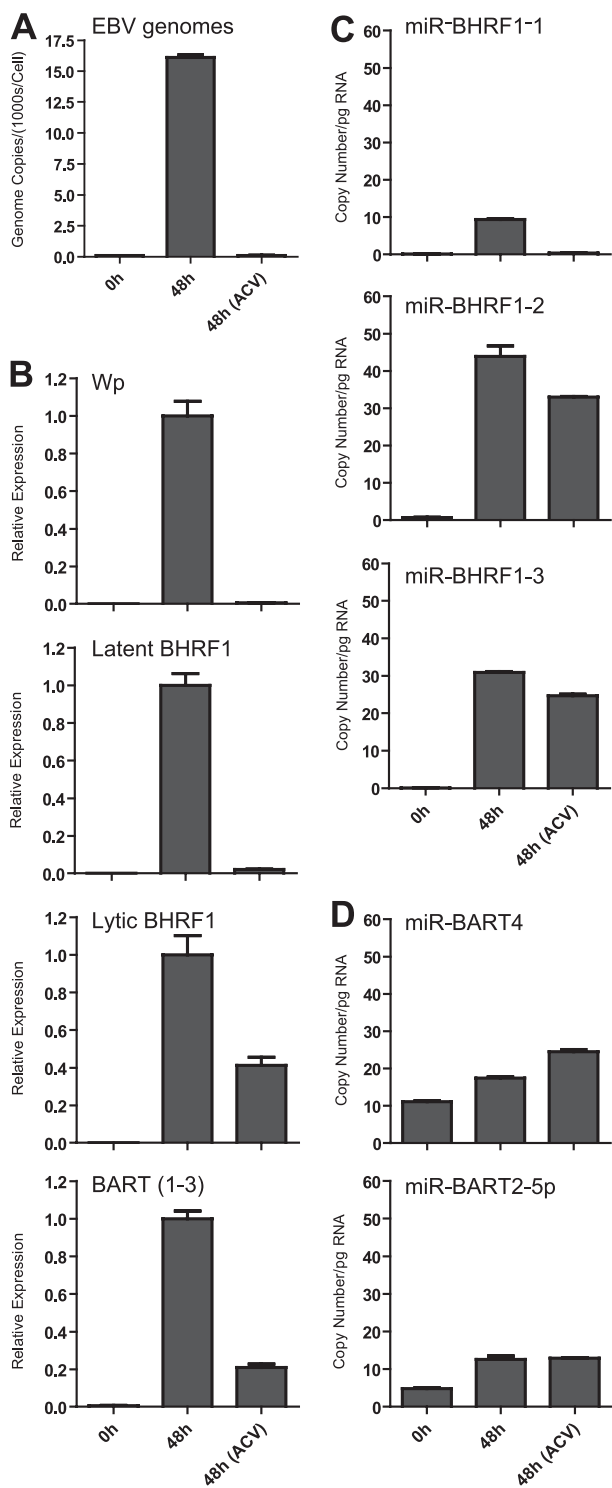 A
EBV genomes
Genome Copies/(1000s/Cell)
17.5
15.0
12.5
10.0
7.5
5.0
2.5
0.0
0h
48h
48h (ACV)
B
Wp
Relative Expression
1.2
1.0
0.8
0.6
0.4
0.2
0.0
Latent BHRF1
Relative Expression
1.2
1.0
0.8
0.6
0.4
0.2
0.0
Lytic BHRF1
Relative Expression
1.2
1.0
0.8
0.6
0.4
0.2
0.0
BART (1-3)
Relative Expression
1.2
1.0
0.8
0.6
0.4
0.2
0.0
0h
48h
48h (ACV)
C
miR-BHRF1-1
Copy Number/pg RNA
60
50
40
30
20
10
0
miR-BHRF1-2
Copy Number/pg RNA
60
50
40
30
20
10
0
miR-BHRF1-3
Copy Number/pg RNA
60
50
40
30
20
10
0
0h
48h
48h (ACV)
D
miR-BART4
Copy Number/pg RNA
60
50
40
30
20
10
0
miR-BART2-5p
Copy Number/pg RNA
60
50
40
30
20
10
0
0h
48h
48h (ACV)